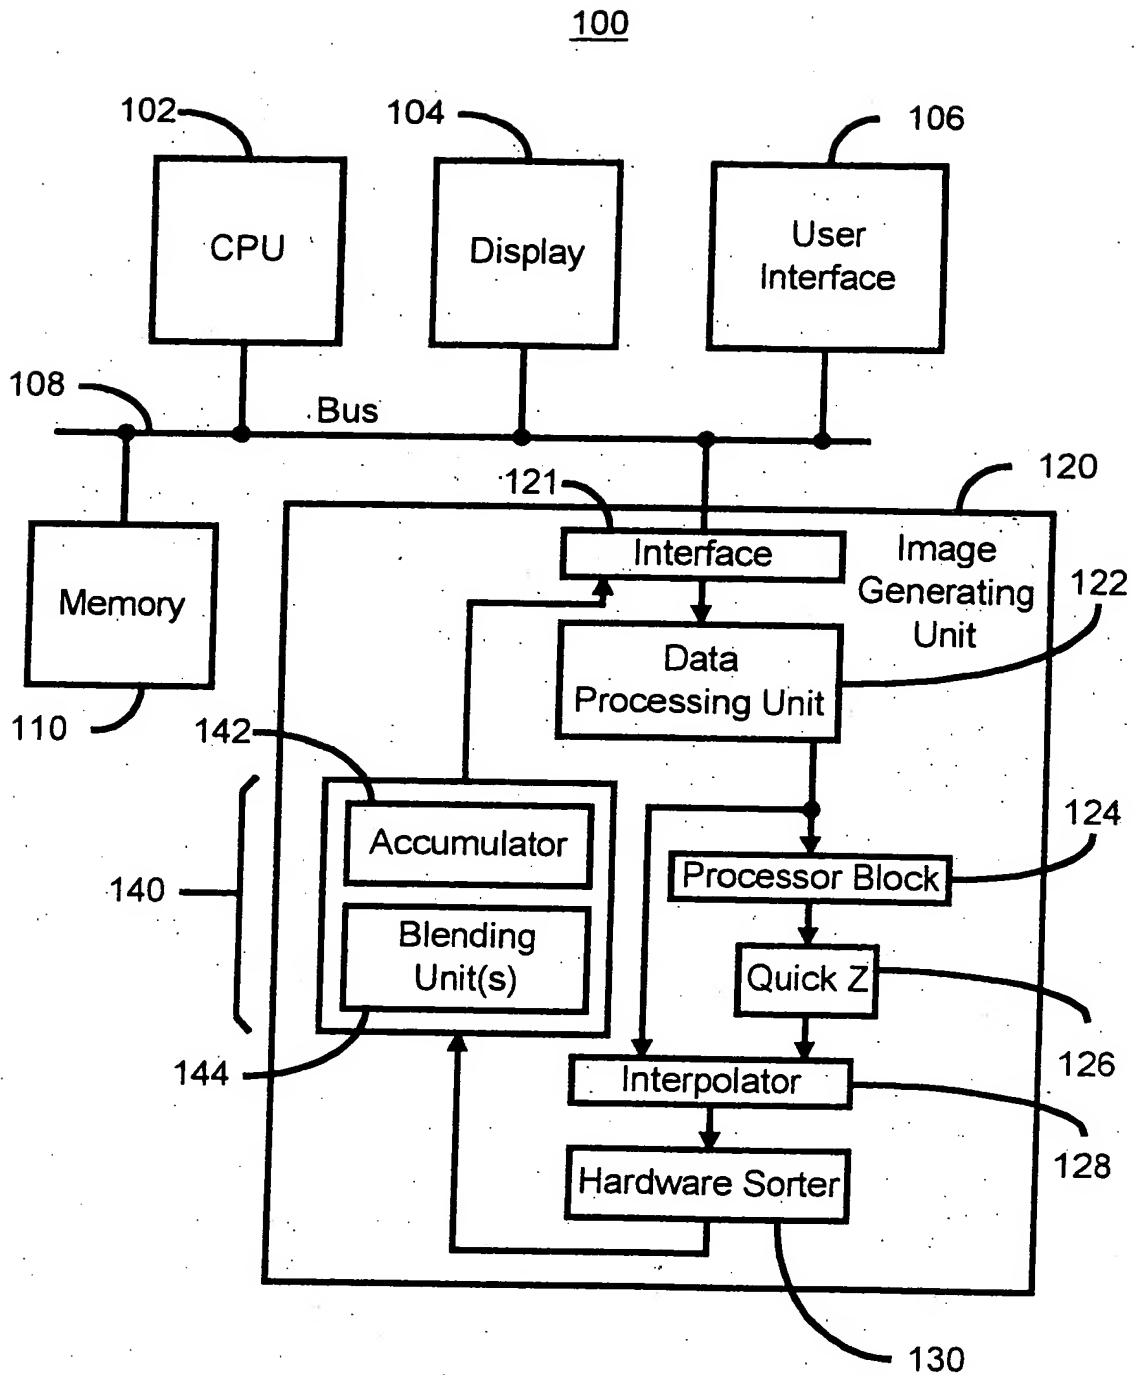 100
102
104
106
CPU
Display
User
Interface
108
Bus
121
120
Interface
Image
Generating
Unit
122
Memory
Data
Processing Unit
110
142
124
Accumulator
Processor Block
140
Blending
Unit(s)
Quick Z
144
126
Interpolator
128
Hardware Sorter
130